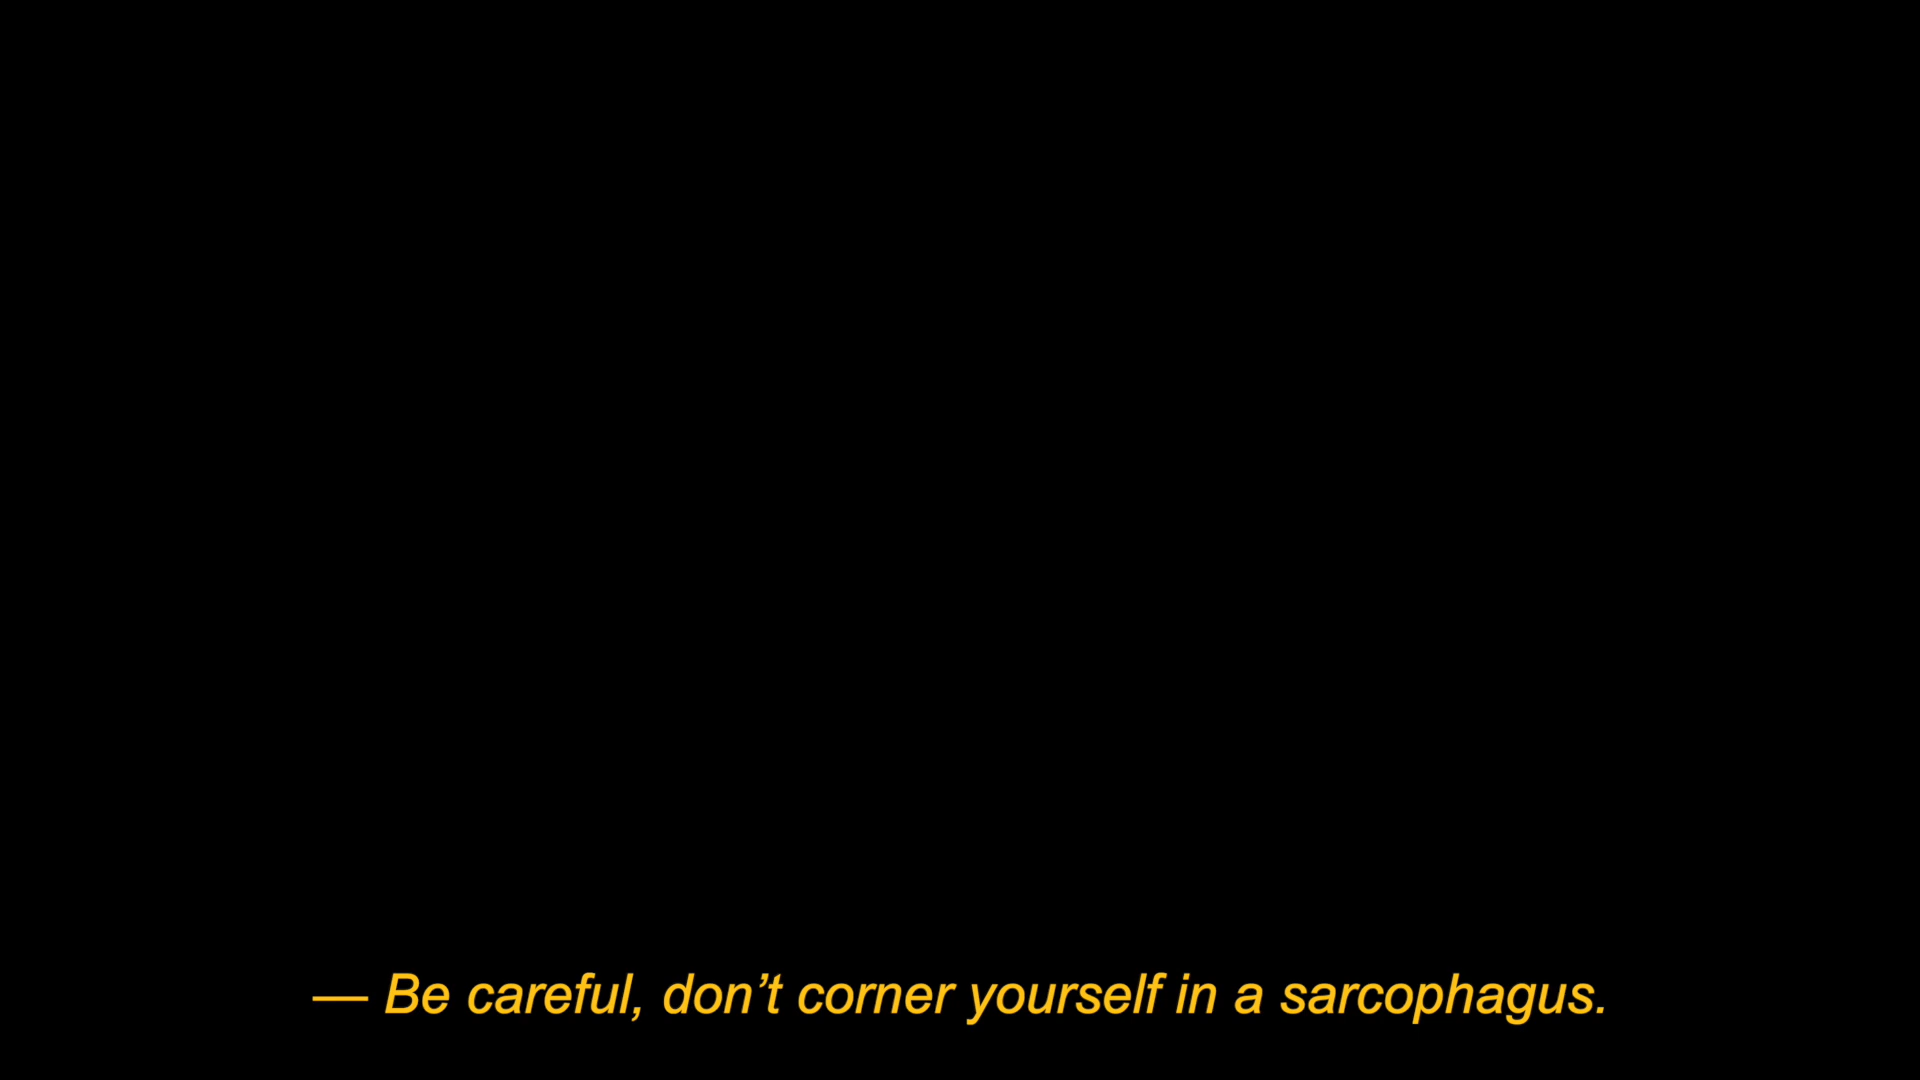 — Be careful, don’t corner yourself in a sarcophagus.